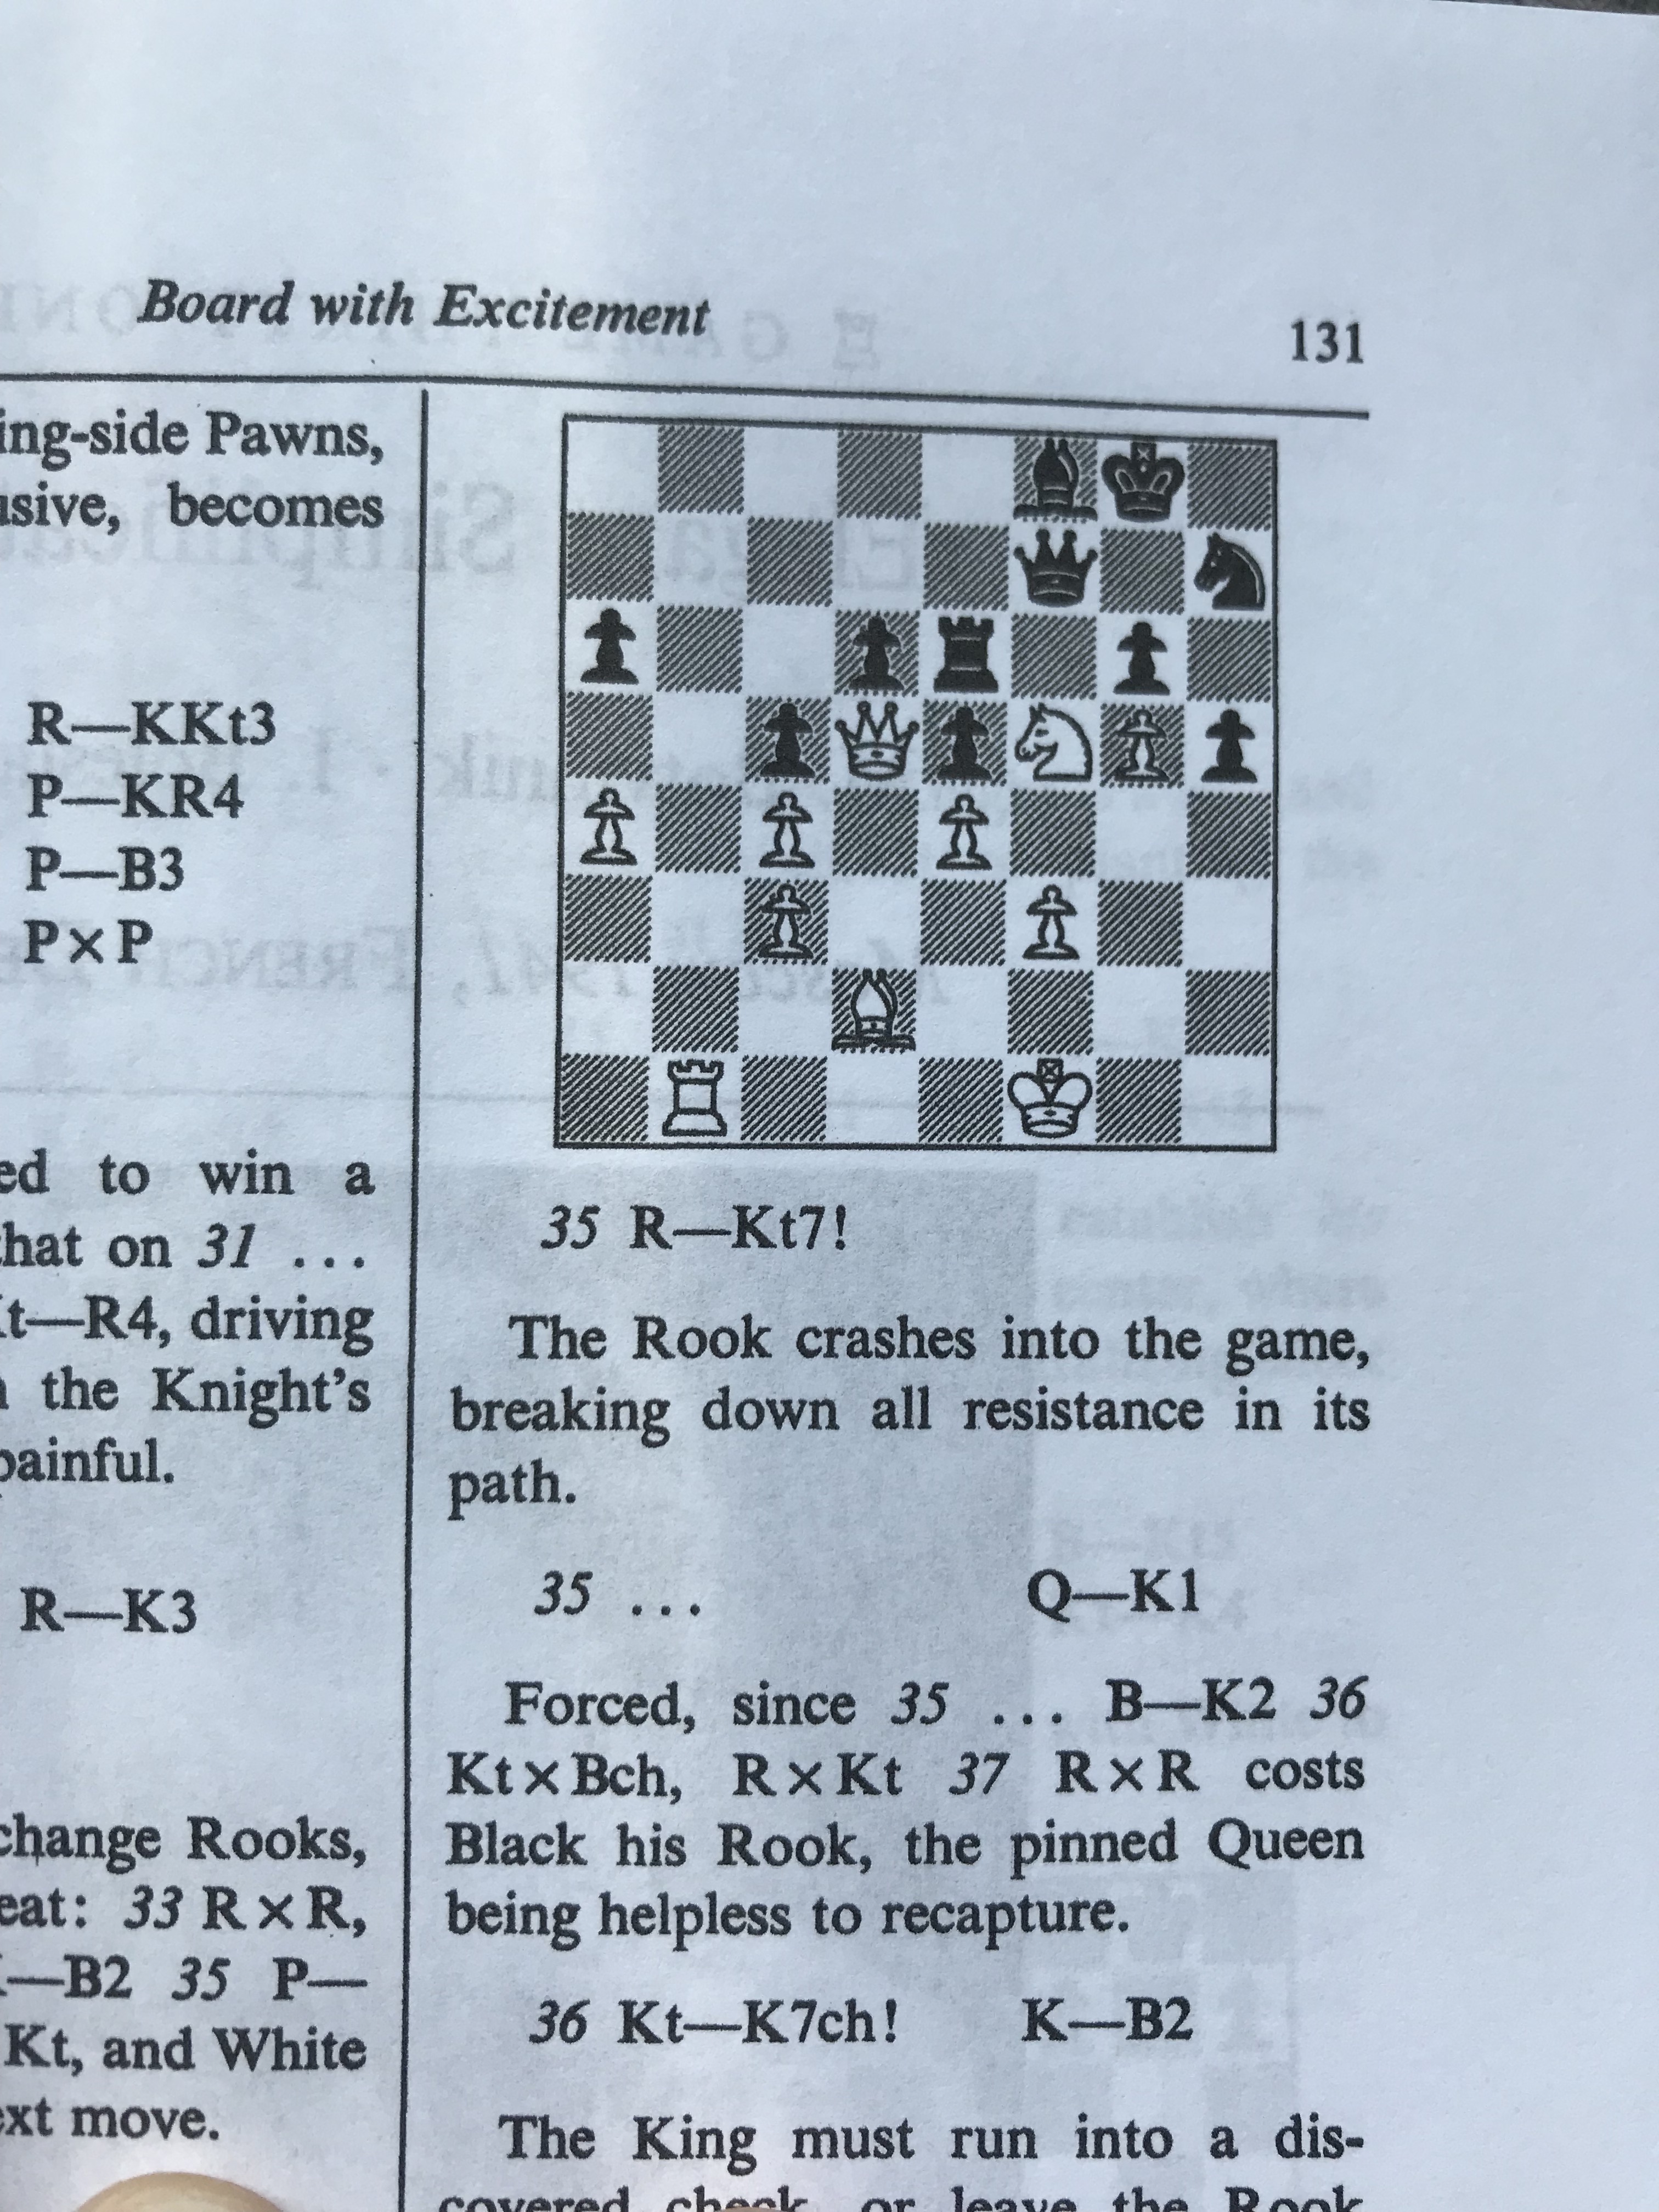 Board with Excitement
131
ing-side Pawns,
usive, becomes
R—KKt3
P—KR4
P—B3
P×P
ed to win a
that on 31 ...
Kt—R4, driving
the Knight's
painful.
R—K3
change Rooks,
eat: 33 R×R,
K—B2 35 P—
Kt, and White
ext move.
35 R—Kt7!
The Rook crashes into the game,
breaking down all resistance in its
path.
35 ... Q—K1
Forced, since 35 ... B—K2 36
Kt×Bch, R×Kt 37 R×R costs
Black his Rook, the pinned Queen
being helpless to recapture.
36 Kt—K7ch! K—B2
The King must run into a dis-
covered check, or leave the Rook